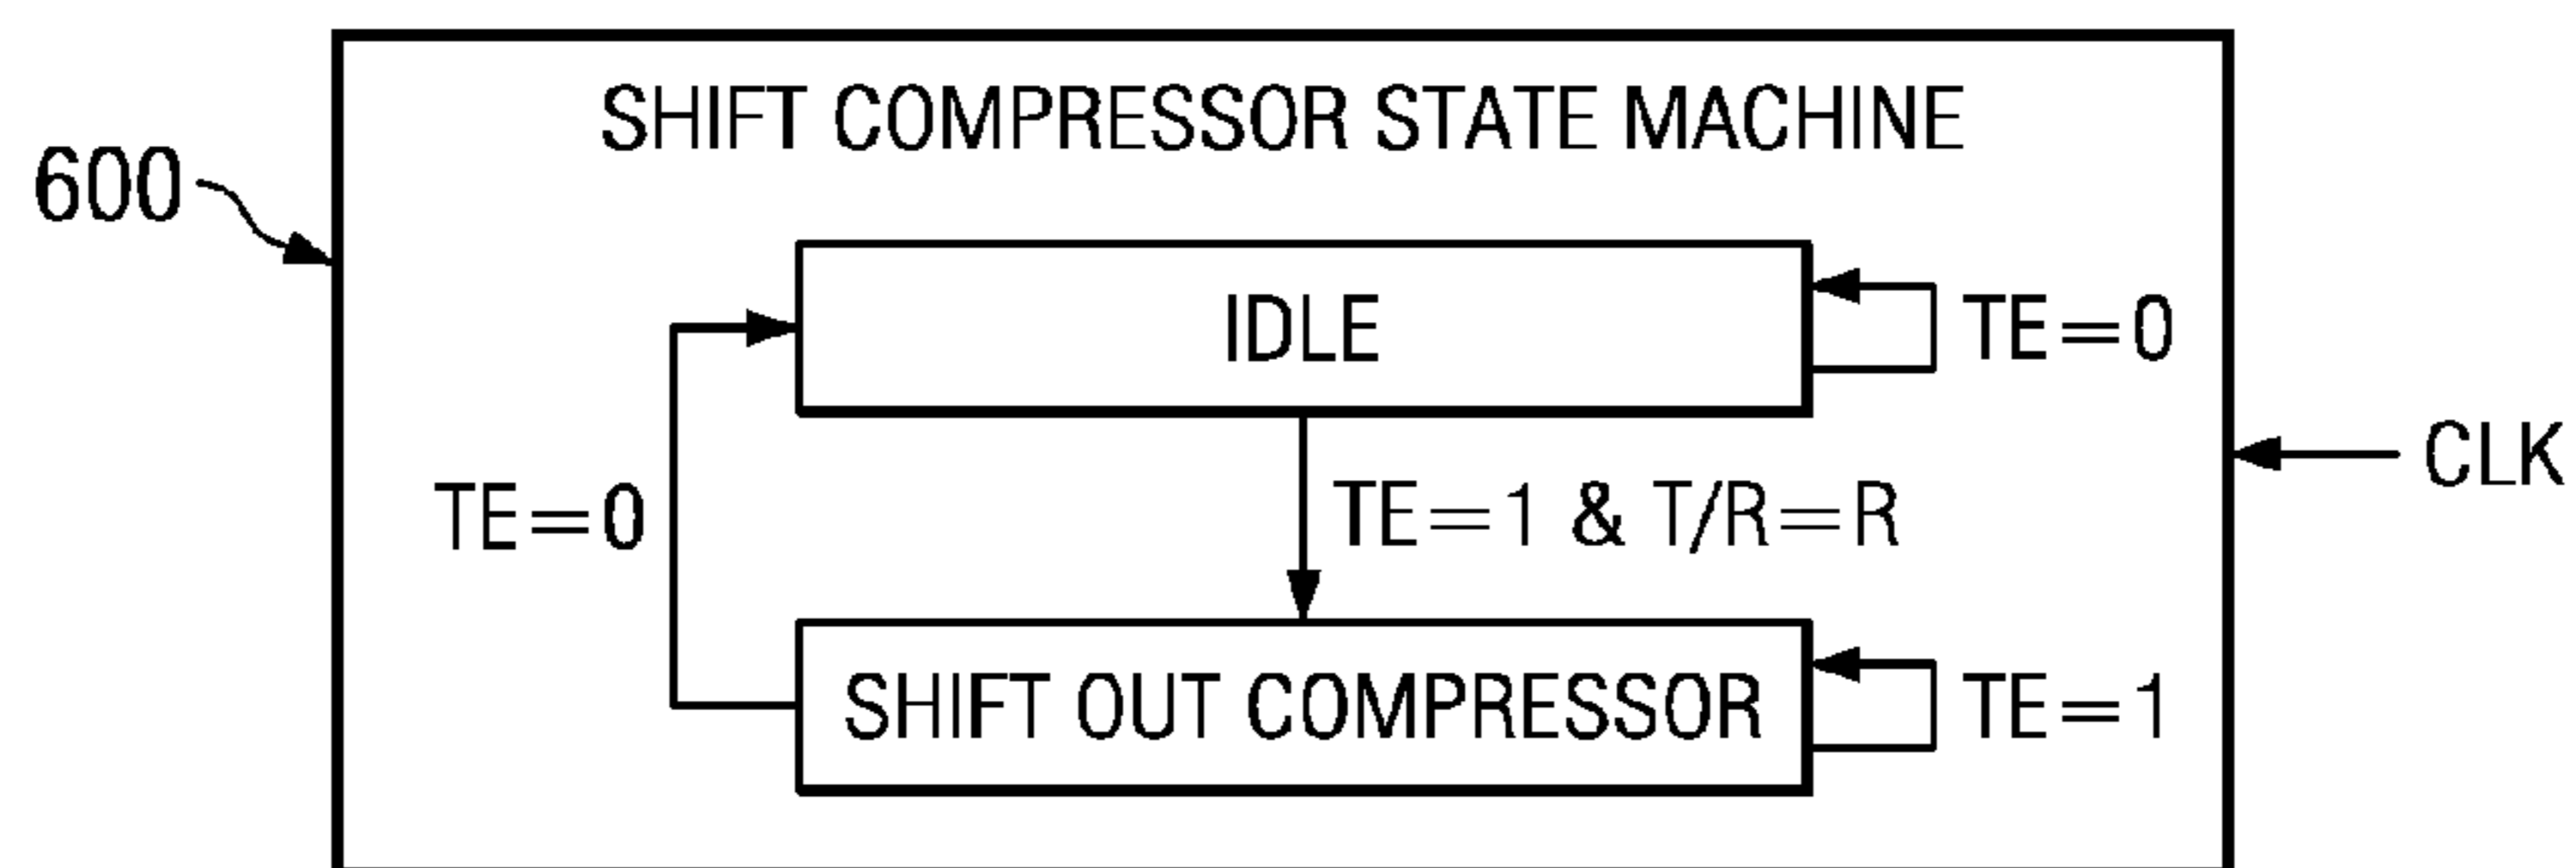 SHIFT COMPRESSOR STATE MACHINE
600
IDLE
TE=0
CLK
TE=0
TE=1 & T/R=R
SHIFT OUT COMPRESSOR
TE=1